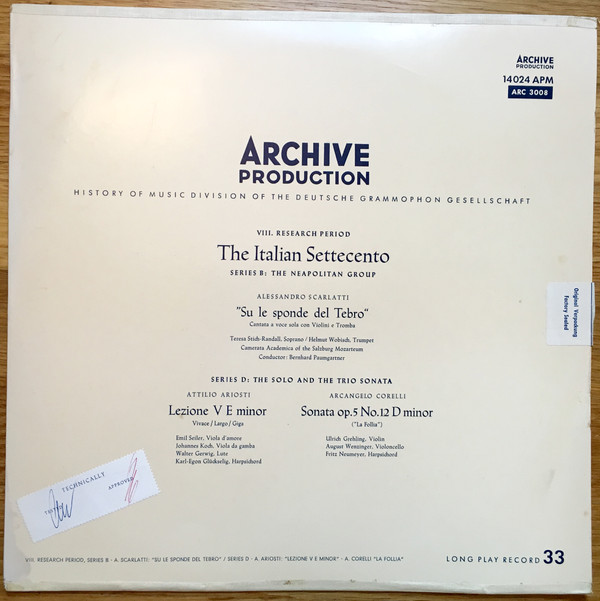 ARCHIVE
PRODUCTION
14024 APM
ARC 3008
ARCHIVE
PRODUCTION
HISTORY OF MUSIC DIVISION OF THE DEUTSCHE GRAMMOPHON GESELLSCHAFT
VIII. RESEARCH PERIOD
The Italian Settecento
SERIES B: THE NEAPOLITAN GROUP
ALESSANDRO SCARLATTI
"Su le sponde del Tebro"
Cantata a voce sola con Violini e Tromba
Teresa Stich-Randall, Soprano / Helmut Wobisch, Trumpet
Camerata Academica of the Salzburg Mozarteum
Conductor: Bernhard Paumgartner
Original Verpackung
Factory Sealed
SERIES D: THE SOLO AND THE TRIO SONATA
ATTILIO ARIOSTI
Lezione V E minor
Vivace / Largo / Giga
Emil Seiler, Viola d'amore
Johannes Koch, Viola da gamba
Walter Gerwig, Lute
Karl-Egon Glückselig, Harpsichord
ARCANGELO CORELLI
Sonata op. 5 No. 12 D minor
("La Follia")
Ulrich Grehling, Violin
August Wenzinger, Violoncello
Fritz Neumeyer, Harpsichord
TECHNICALLY
APPROVED
VIII. RESEARCH PERIOD, SERIES B · A. SCARLATTI: "SU LE SPONDE DEL TEBRO" / SERIES D · A. ARIOSTI: "LEZIONE V E MINOR" · A. CORELLI "LA FOLLIA"
LONG PLAY RECORD 33